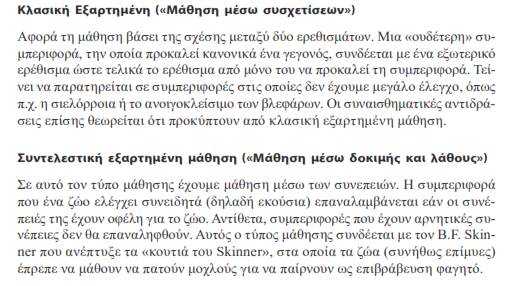 Κλασική Εξαρτημένη («Μάθηση μέσω συσχετίσεων»)
Αφορά τη μάθηση βάσει της σχέσης μεταξύ δύο ερεθισμάτων. Μια «ουδέτερη» συ-
μπεριφορά, την οποία προκαλεί κανονικά ένα γεγονός, συνδέεται με ένα εξωτερικό
ερέθισμα ώστε τελικά το ερέθισμα από μόνο του να προκαλεί τη συμπεριφορά. Τεί-
νει να παρατηρείται σε συμπεριφορές στις οποίες δεν έχουμε μεγάλο έλεγχο, όπως
π.χ. η σιελόρροια ή το ανοιγοκλείσιμο των βλεφάρων. Οι συναισθηματικές αντιδρά-
σεις επίσης θεωρείται ότι προκύπτουν από κλασική εξαρτημένη μάθηση.
Συντελεστική εξαρτημένη μάθηση («Μάθηση μέσω δοκιμής και λάθους»)
Σε αυτό τον τύπο μάθησης έχουμε μάθηση μέσω των συνεπειών. Η συμπεριφορά
που ένα ζώο ελέγχει συνειδητά (δηλαδή εκούσια) επαναλαμβάνεται εάν οι συνέ-
πειές της έχουν οφέλη για το ζώο. Αντίθετα, συμπεριφορές που έχουν αρνητικές συ-
νέπειες δεν θα επαναληφθούν. Αυτός ο τύπος μάθησης συνδέεται με τον B.F. Skin-
ner που ανέπτυξε τα «κουτιά του Skinner», στα οποία τα ζώα (συνήθως επίμυες)
έπρεπε να μάθουν να πατούν μοχλούς για να παίρνουν ως επιβράβευση φαγητό.